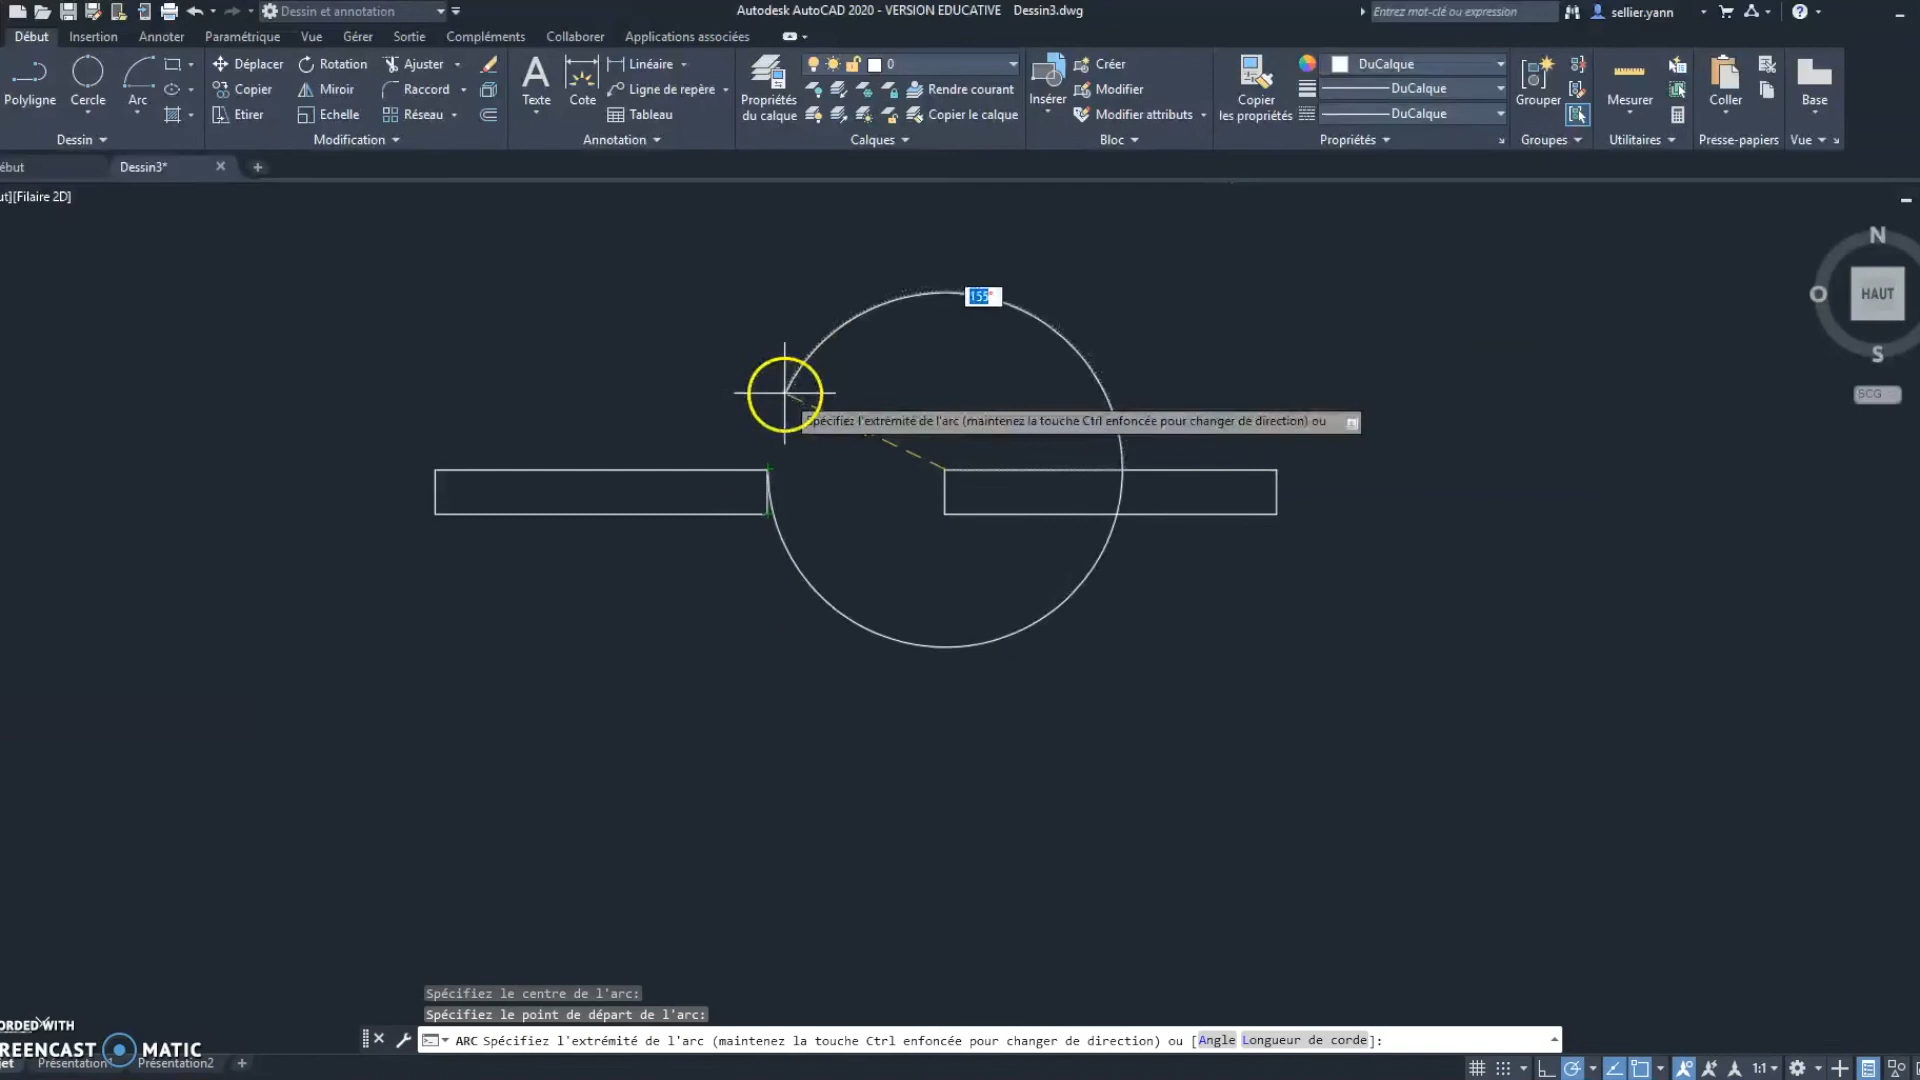 Dessin et annotation
Autodesk AutoCAD 2020 - VERSION EDUCATIVE Dessin3.dwg
Entrez mot-clé ou expression
sellier.yann
Début Insertion Annoter Paramétrique Vue Gérer Sortie Compléments Collaborer Applications associées
Polyligne
Cercle
Arc
Dessin
Déplacer Rotation Ajuster
Copier Miroir Raccord
Etirer Echelle Réseau
Modification
Texte
Cote
Linéaire
Ligne de repère
Tableau
Annotation
Propriétés
du calque
0
Rendre courant
Copier le calque
Calques
Insérer
Créer
Modifier
Modifier attributs
Bloc
Copier
les propriétés
DuCalque
DuCalque
DuCalque
Propriétés
Grouper
Groupes
Mesurer
Utilitaires
Coller
Presse-papiers
Base
Vue
ébut
Dessin3*
ut][Filaire 2D]
N
O
HAUT
S
SCG
155°
Spécifiez l'extrémité de l'arc (maintenez la touche Ctrl enfoncée pour changer de direction) ou
Spécifiez le centre de l'arc:
Spécifiez le point de départ de l'arc:
ARC Spécifiez l'extrémité de l'arc (maintenez la touche Ctrl enfoncée pour changer de direction) ou [Angle Longueur de corde]:
ORDED WITH
REENCAST MATIC
jet Présentation1 Présentation2
1:1